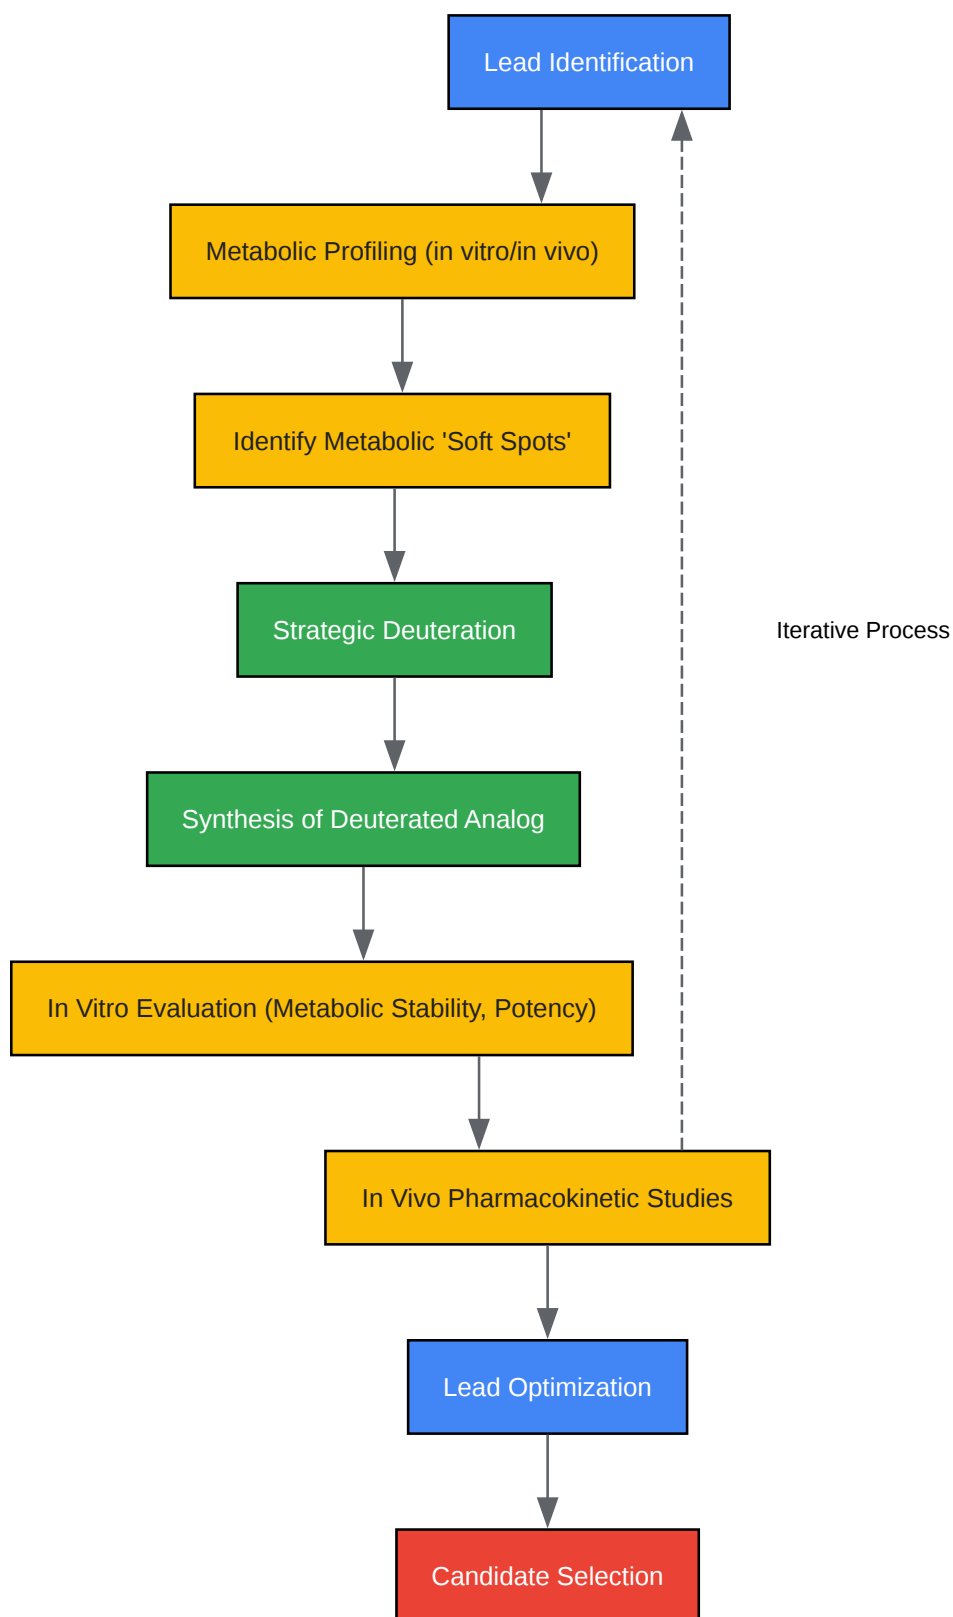 Lead Identification
Metabolic Profiling (in vitro/in vivo)
Identify Metabolic 'Soft Spots'
Strategic Deuteration
Iterative Process
Synthesis of Deuterated Analog
In Vitro Evaluation (Metabolic Stability, Potency)
In Vivo Pharmacokinetic Studies
Lead Optimization
Candidate Selection